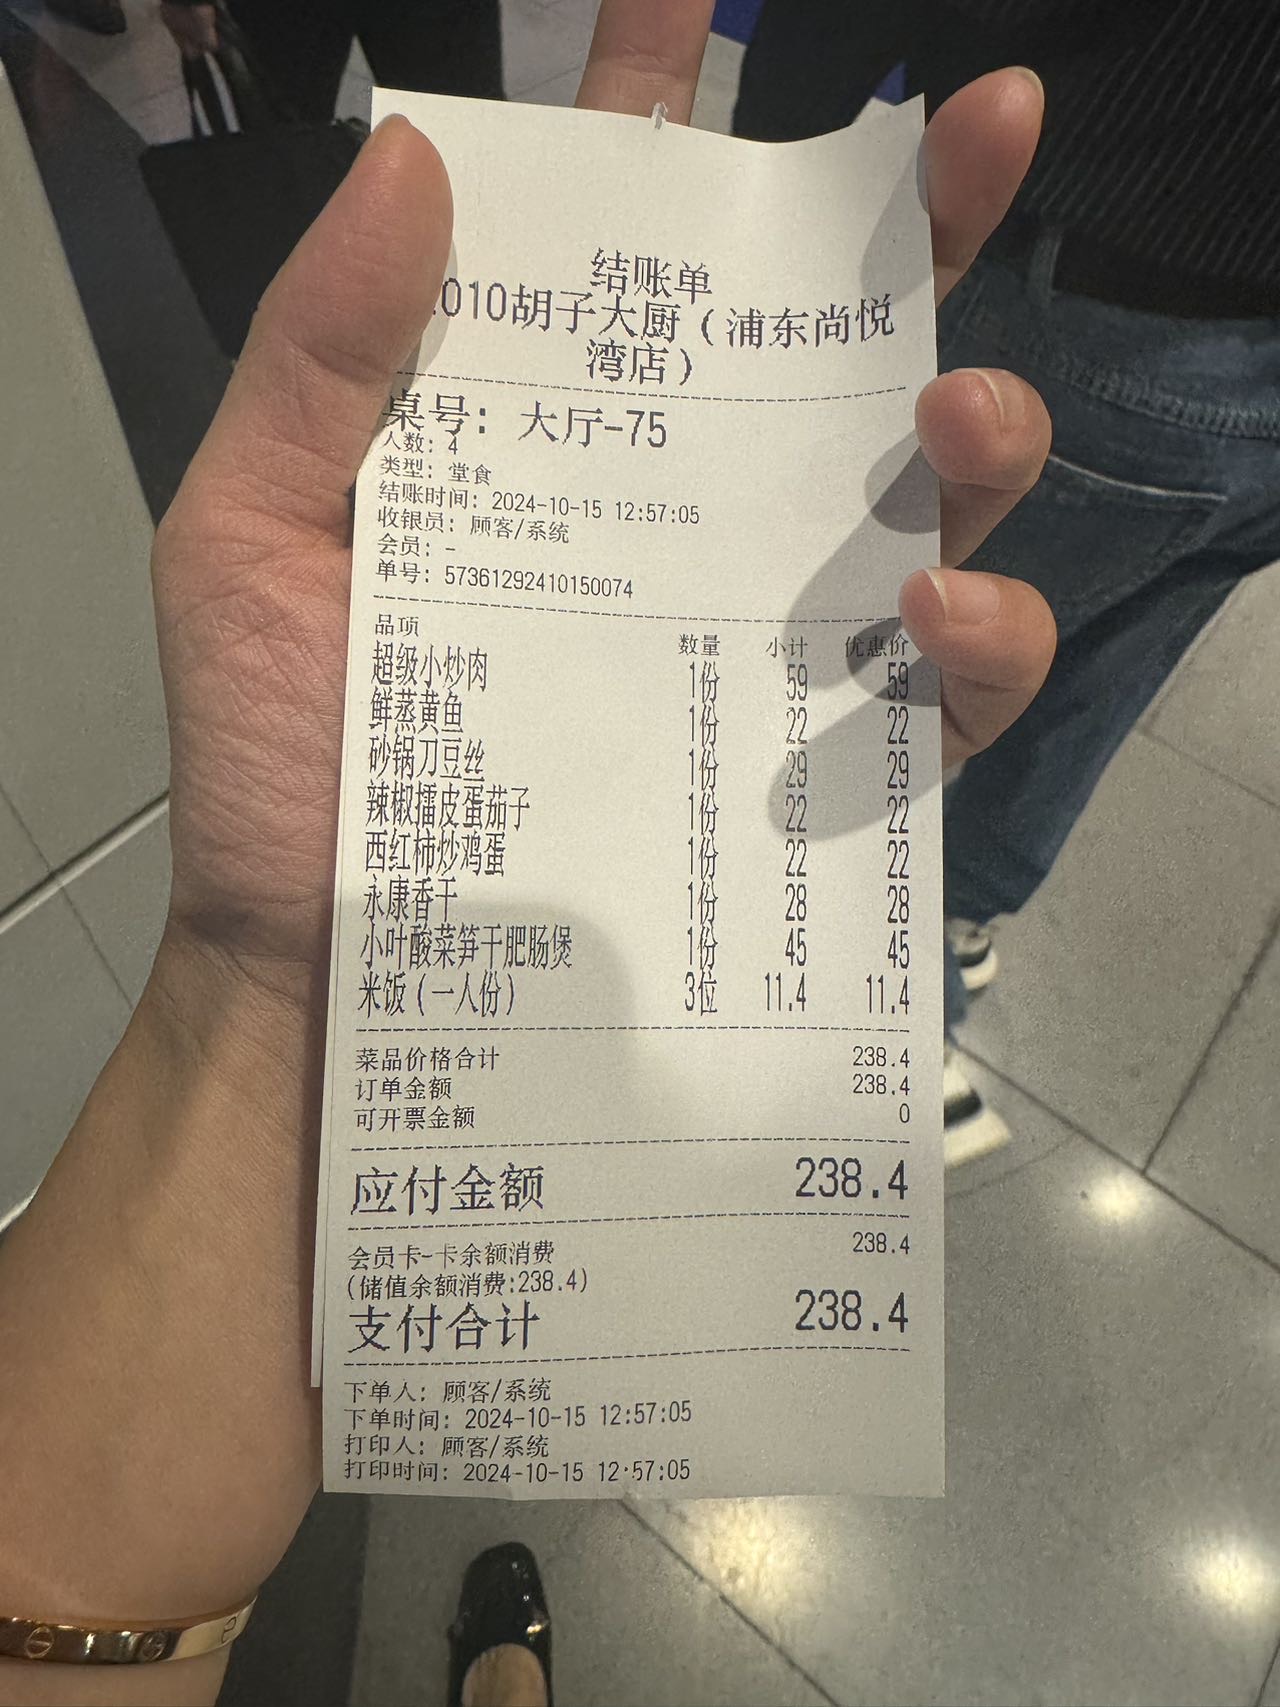 结账单
010胡子大厨（浦东尚悦
湾店）
桌号：大厅-75
人数：4
类型：堂食
结账时间：2024-10-15 12:57:05
收银员：顾客/系统
会员：-
单号：573612922410150074
品项 数量 小计 优惠价
超级小炒肉 1份 59 59
鲜蒸黄鱼 1份 22 22
砂锅刀豆丝 1份 29 29
辣椒擂皮蛋茄子 1份 22 22
西红柿炒鸡蛋 1份 22 22
永康香干 1份 28 28
小叶酸菜笋干肥肠煲 1份 45 45
米饭（一人份） 3位 11.4 11.4
菜品价格合计 238.4
订单金额 238.4
可开票金额 0
应付金额 238.4
会员卡-卡余额消费 238.4
(储值余额消费:238.4)
支付合计 238.4
下单人：顾客/系统
下单时间：2024-10-15 12:57:05
打印人：顾客/系统
打印时间：2024-10-15 12:57:05